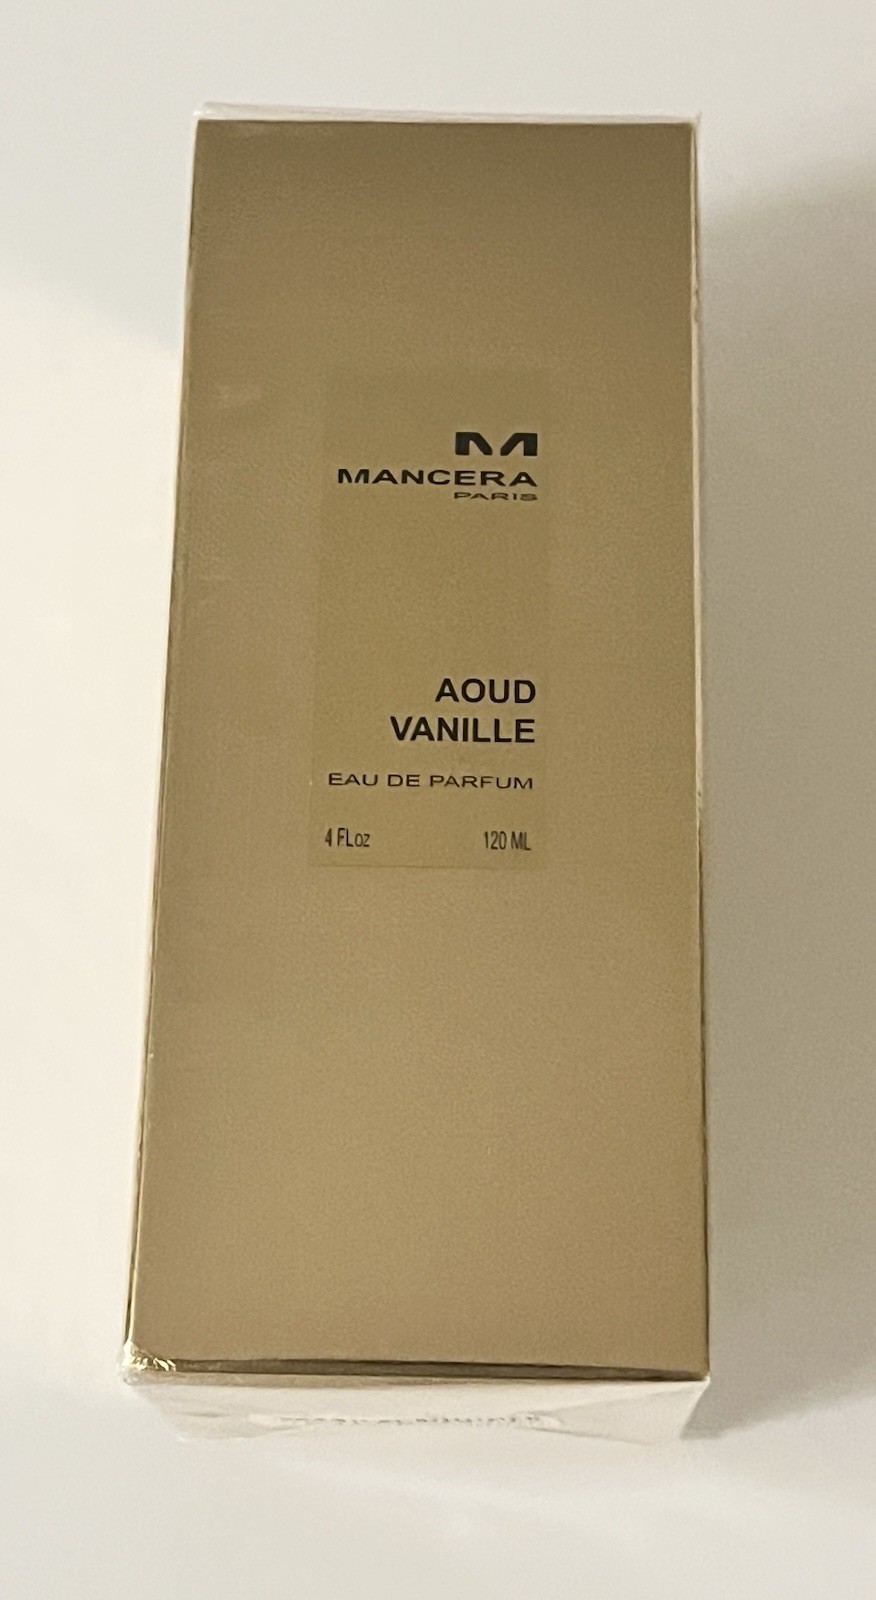 M
MANCERA
PARIS
AOUD
VANILLE
EAU DE PARFUM
4 FLoz 120 ML